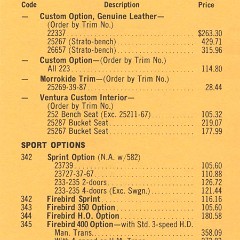 Code Description Price
— Custom Option, Genuine Leather—
(Order by Trim No.)
22337 $263.30
25267 (Strato-bench) 429.71
26657 (Strato-bench) 315.96
— Custom Option—(Order by
Trim No.)
All 223 114.80
— Morrokide Trim—(Order by
Trim No.)
25269-39-87 28.44
— Ventura Custom Interior—
(Order by Trim No.)
252 Bench Seat (Exc. 25211-67) 105.32
25287 Bucket Seat 219.07
25267 Bucket Seat 177.99
SPORT OPTIONS
342 Sprint Option (N.A. w/582)
23739 105.60
23727-37-67 110.88
233-235 2-doors 126.72
233-235 4-doors (Exc. Swgn.) 121.44
342 Firebird Sprint 116.16
343 Firebird 350 Option 105.60
344 Firebird H.O. Option 180.58
345 Firebird 400 Option—with Std. 3-speed H.D.
Man. Trans. 358.09